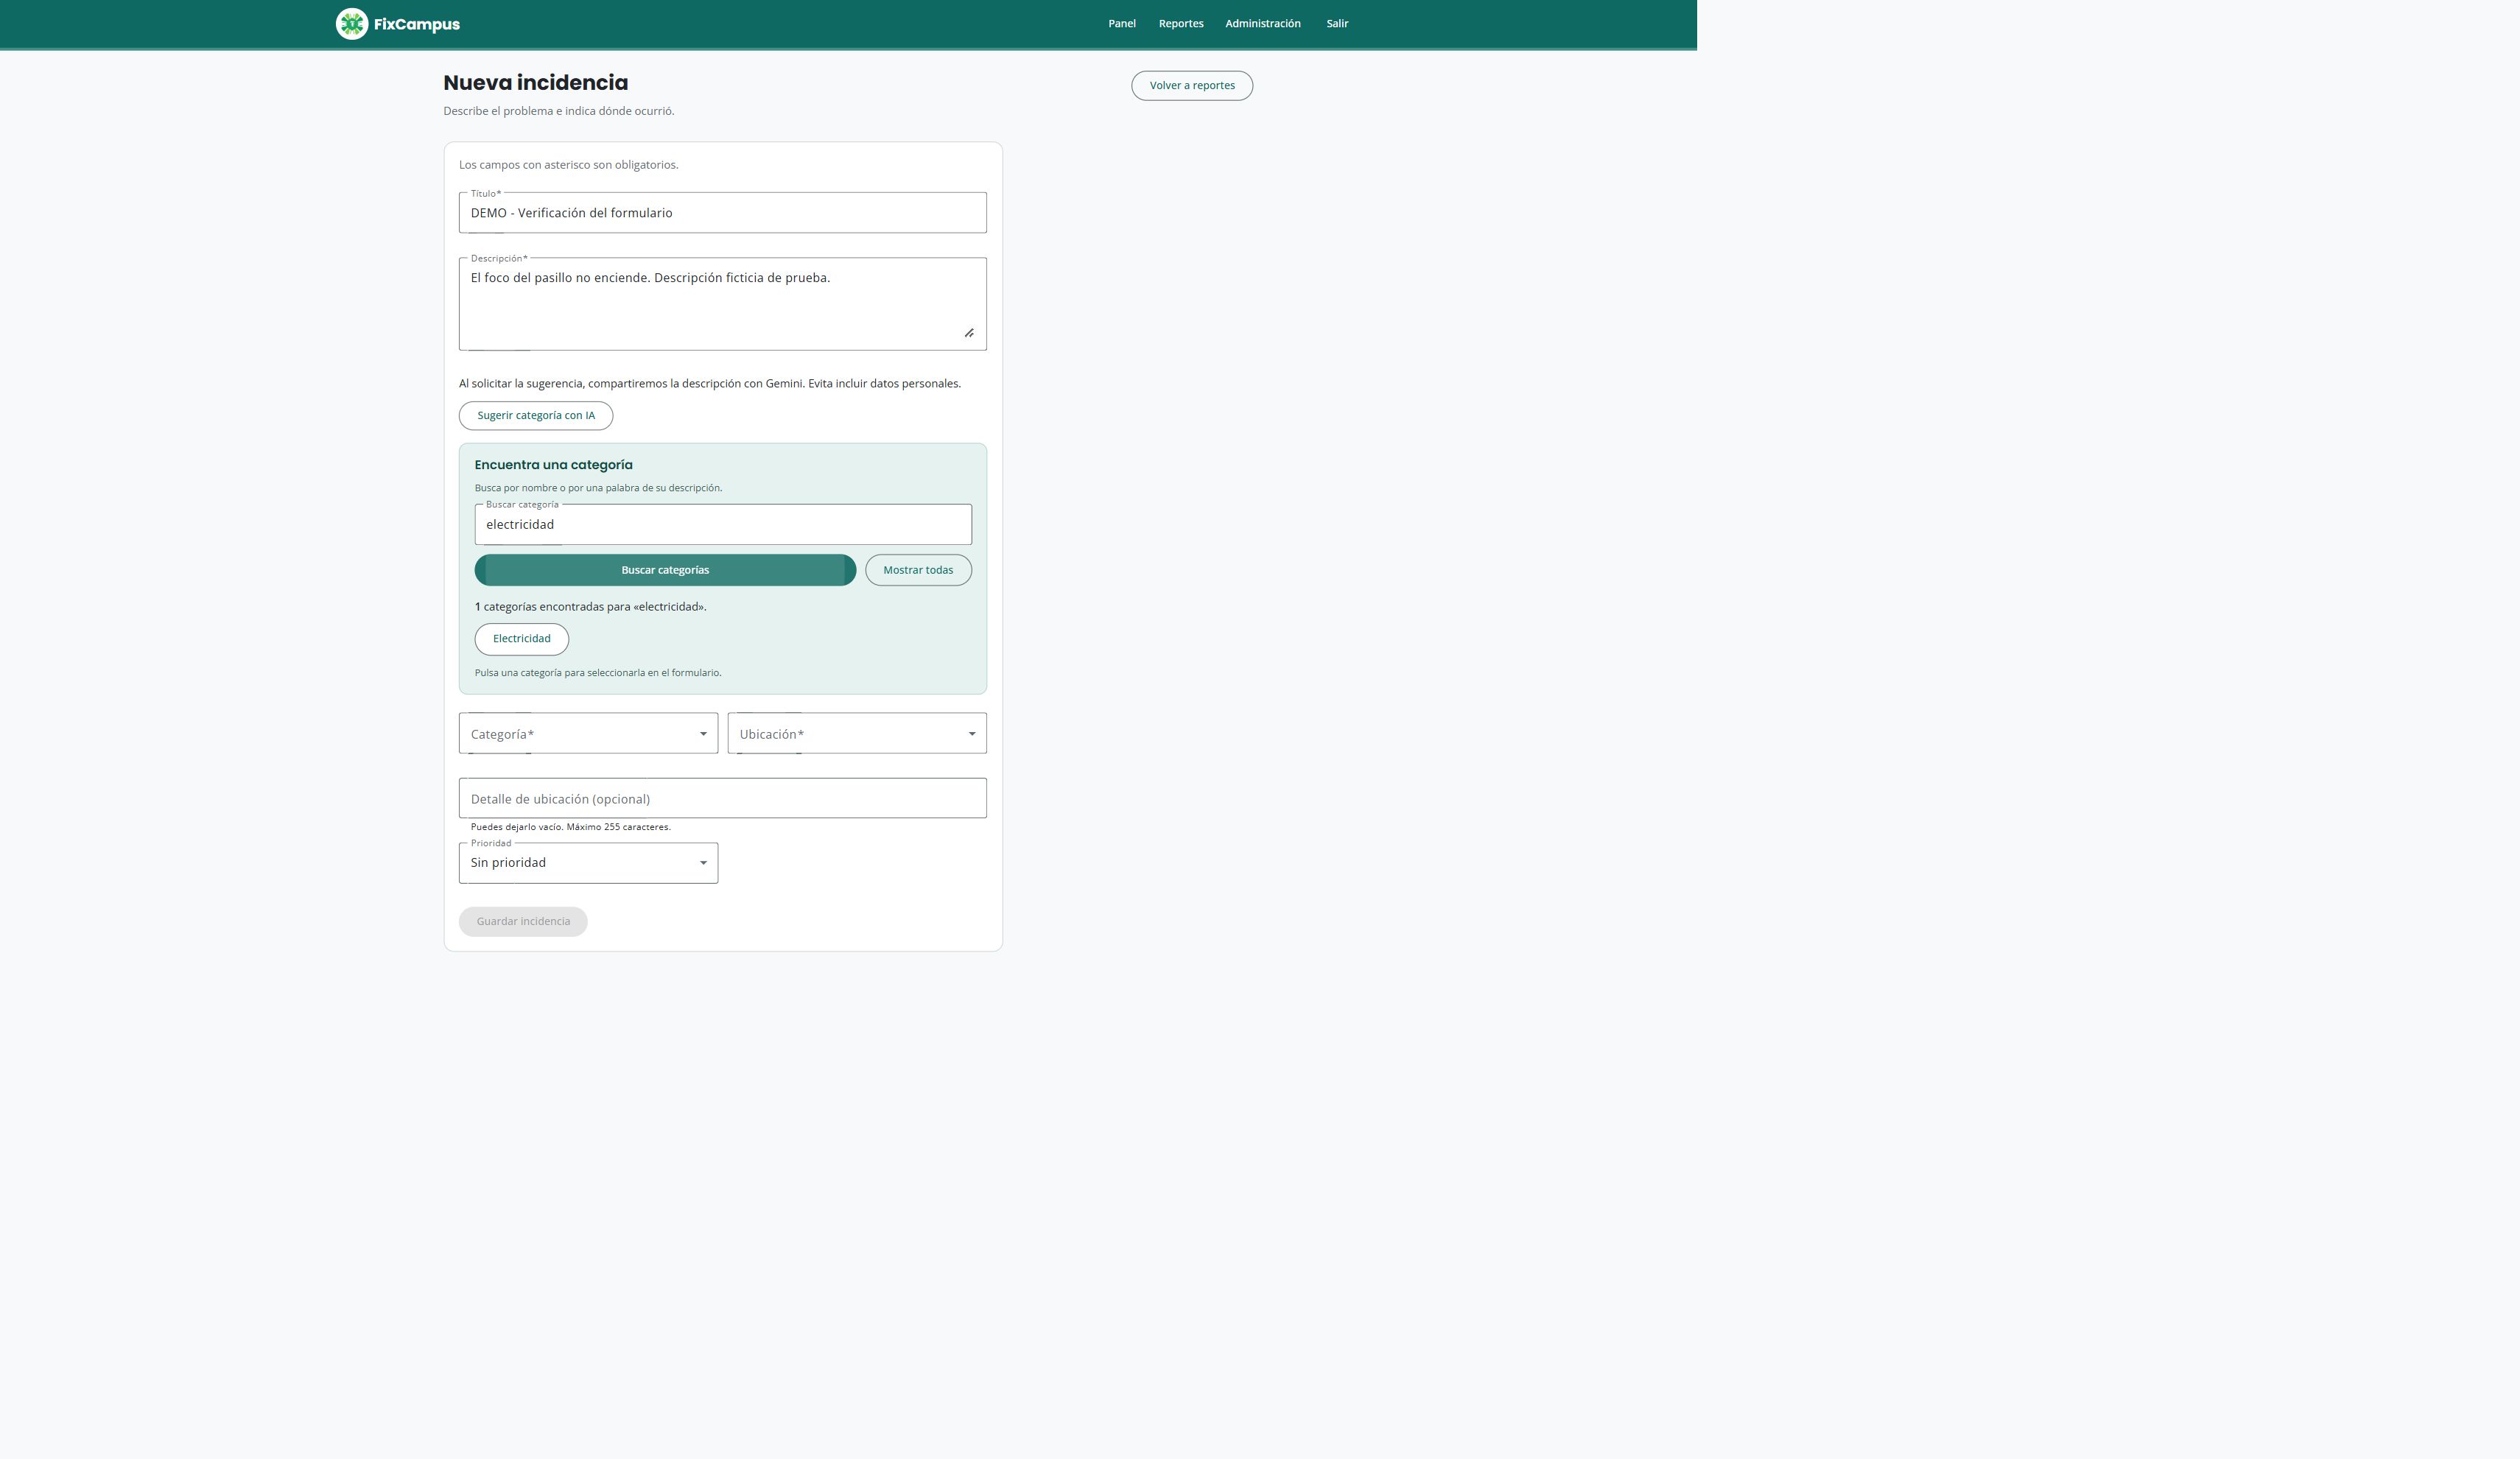 FixCampus
Panel Reportes Administración Salir
Nueva incidencia
Volver a reportes
Describe el problema e indica dónde ocurrió.
Los campos con asterisco son obligatorios.
Título*
DEMO - Verificación del formulario
Descripción*
El foco del pasillo no enciende. Descripción ficticia de prueba.
Al solicitar la sugerencia, compartiremos la descripción con Gemini. Evita incluir datos personales.
Sugerir categoría con IA
Encuentra una categoría
Busca por nombre o por una palabra de su descripción.
Buscar categoría
electricidad
Buscar categorías Mostrar todas
1 categorías encontradas para «electricidad».
Electricidad
Pulsa una categoría para seleccionarla en el formulario.
Categoría* Ubicación*
Detalle de ubicación (opcional)
Puedes dejarlo vacío. Máximo 255 caracteres.
Prioridad
Sin prioridad
Guardar incidencia